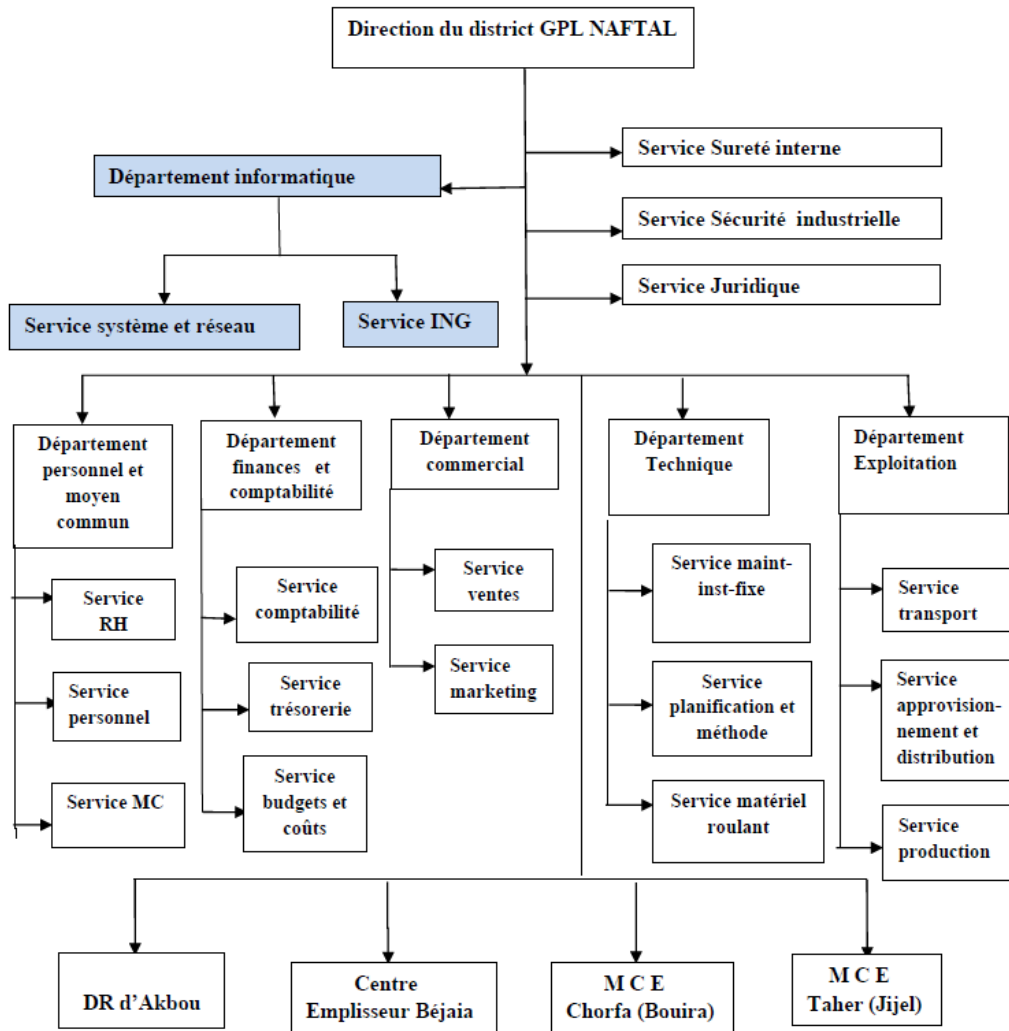 Direction du district GPL NAFTAL
Service Sureté interne
Département informatique
Service Sécurité industrielle
Service Juridique
Service système et réseau
Service ING
Département
personnel et
moyen
commun
Département
finances et
comptabilité
Département
commercial
Département
Technique
Département
Exploitation
Service
RH
Service
personnel
Service MC
Service
comptabilité
Service
trésorerie
Service
budgets et
coûts
Service
ventes
Service
marketing
Service maint-
inst-fixe
Service
planification et
méthode
Service matériel
roulant
Service
transport
Service
approvision-
nement et
distribution
Service
production
DR d’Akbou
Centre
Emplisseur Béjaia
M C E
Chorfa (Bouira)
M C E
Taher (Jijel)